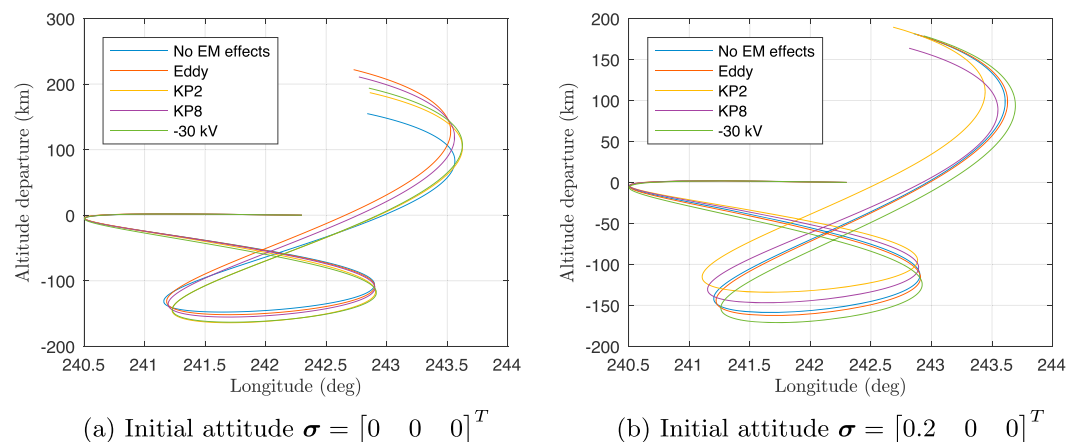 300
200
100
0
-100
-200
Altitude departure (km)
No EM effects
Eddy
KP2
KP8
-30 kV
240.5 241 241.5 242 242.5 243 243.5 244
Longitude (deg)
(a) Initial attitude σ = [0 0 0]^T
200
150
100
50
0
-50
-100
-150
-200
Altitude departure (km)
No EM effects
Eddy
KP2
KP8
-30 kV
240.5 241 241.5 242 242.5 243 243.5 244
Longitude (deg)
(b) Initial attitude σ = [0.2 0 0]^T